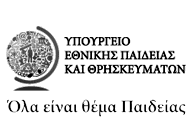 ΥΠΟΥΡΓΕΙΟ
ΕΘΝΙΚΗΣ ΠΑΙΔΕΙΑΣ
ΚΑΙ ΘΡΗΣΚΕΥΜΑΤΩΝ
Όλα είναι θέμα Παιδείας